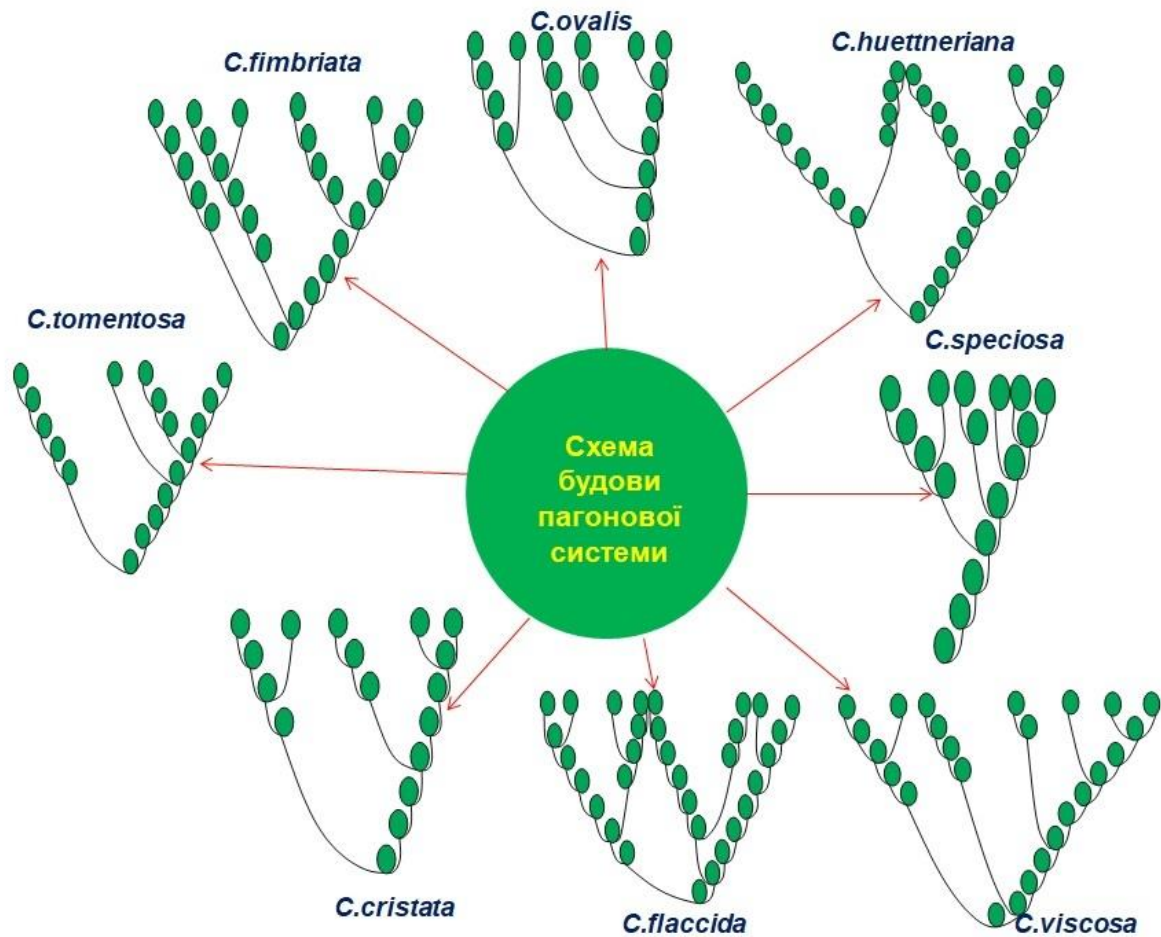 C.ovalis
C.fimbriata
C.huettneriana
C.tomentosa
C.speciosa
Схема
будови
пагонової
системи
C.cristata
C.flaccida
C.viscosa